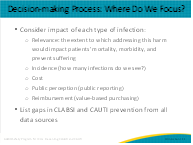 Decision-making Process: Where Do We Focus?
• Consider impact of each type of infection:
o Relevance: the extent to which addressing this harm
would impact patients' mortality, morbidity, and
prevent suffering
o Incidence (how many infections do we see?)
o Cost
o Public perception (public reporting)
o Reimbursement (value-based purchasing)
• List gaps in CLABSI and CAUTI prevention from all
data sources